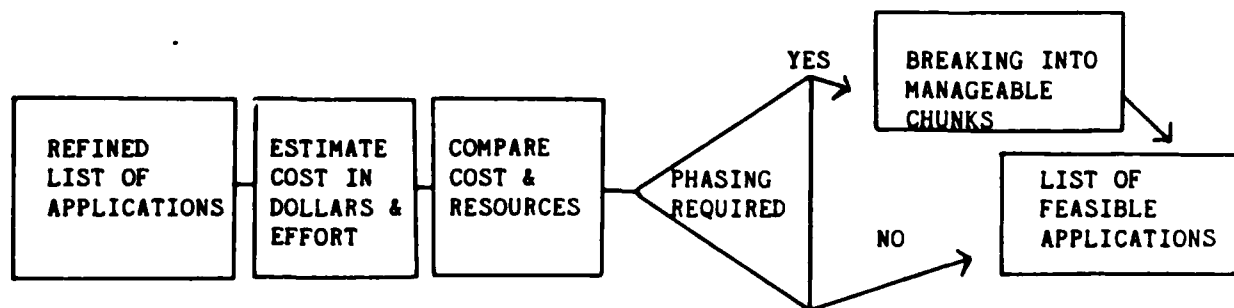 REFINED
LIST OF
APPLICATIONS
ESTIMATE
COST IN
DOLLARS &
EFFORT
COMPARE
COST &
RESOURCES
PHASING
REQUIRED
YES
BREAKING INTO
MANAGEABLE
CHUNKS
NO
LIST OF
FEASIBLE
APPLICATIONS